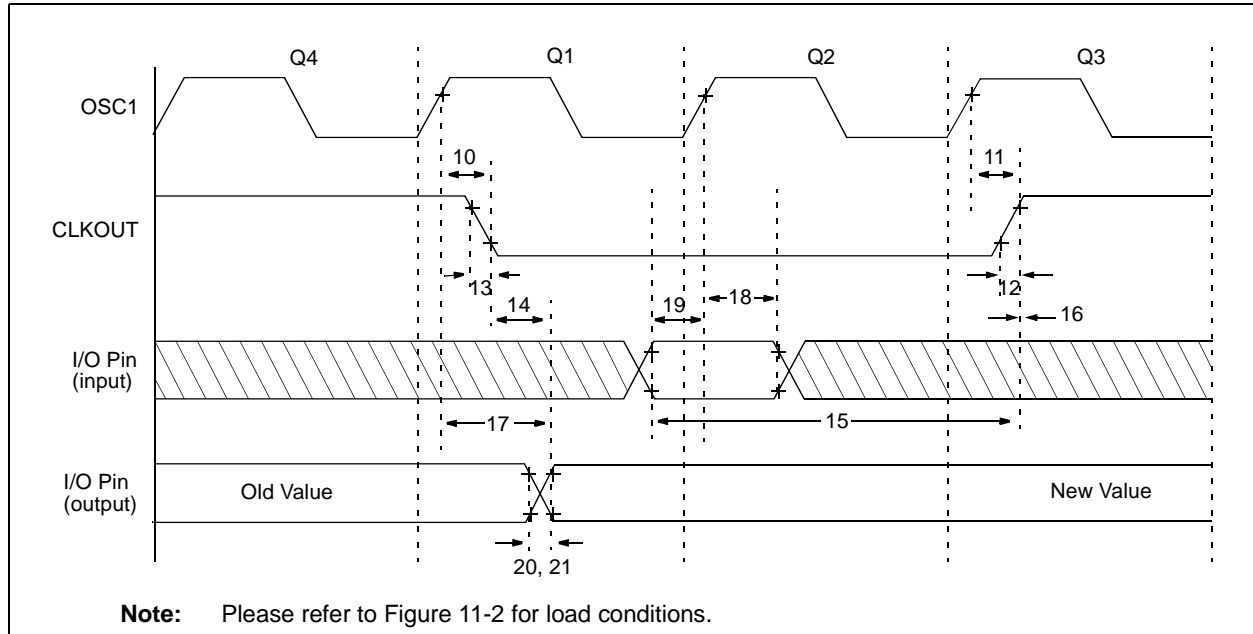 Q4 Q1 Q2 Q3
OSC1
10 11
CLKOUT
13 14 19 18 12 16
I/O Pin
(input)
17 15
I/O Pin
(output)
Old Value New Value
20, 21
Note: Please refer to Figure 11-2 for load conditions.